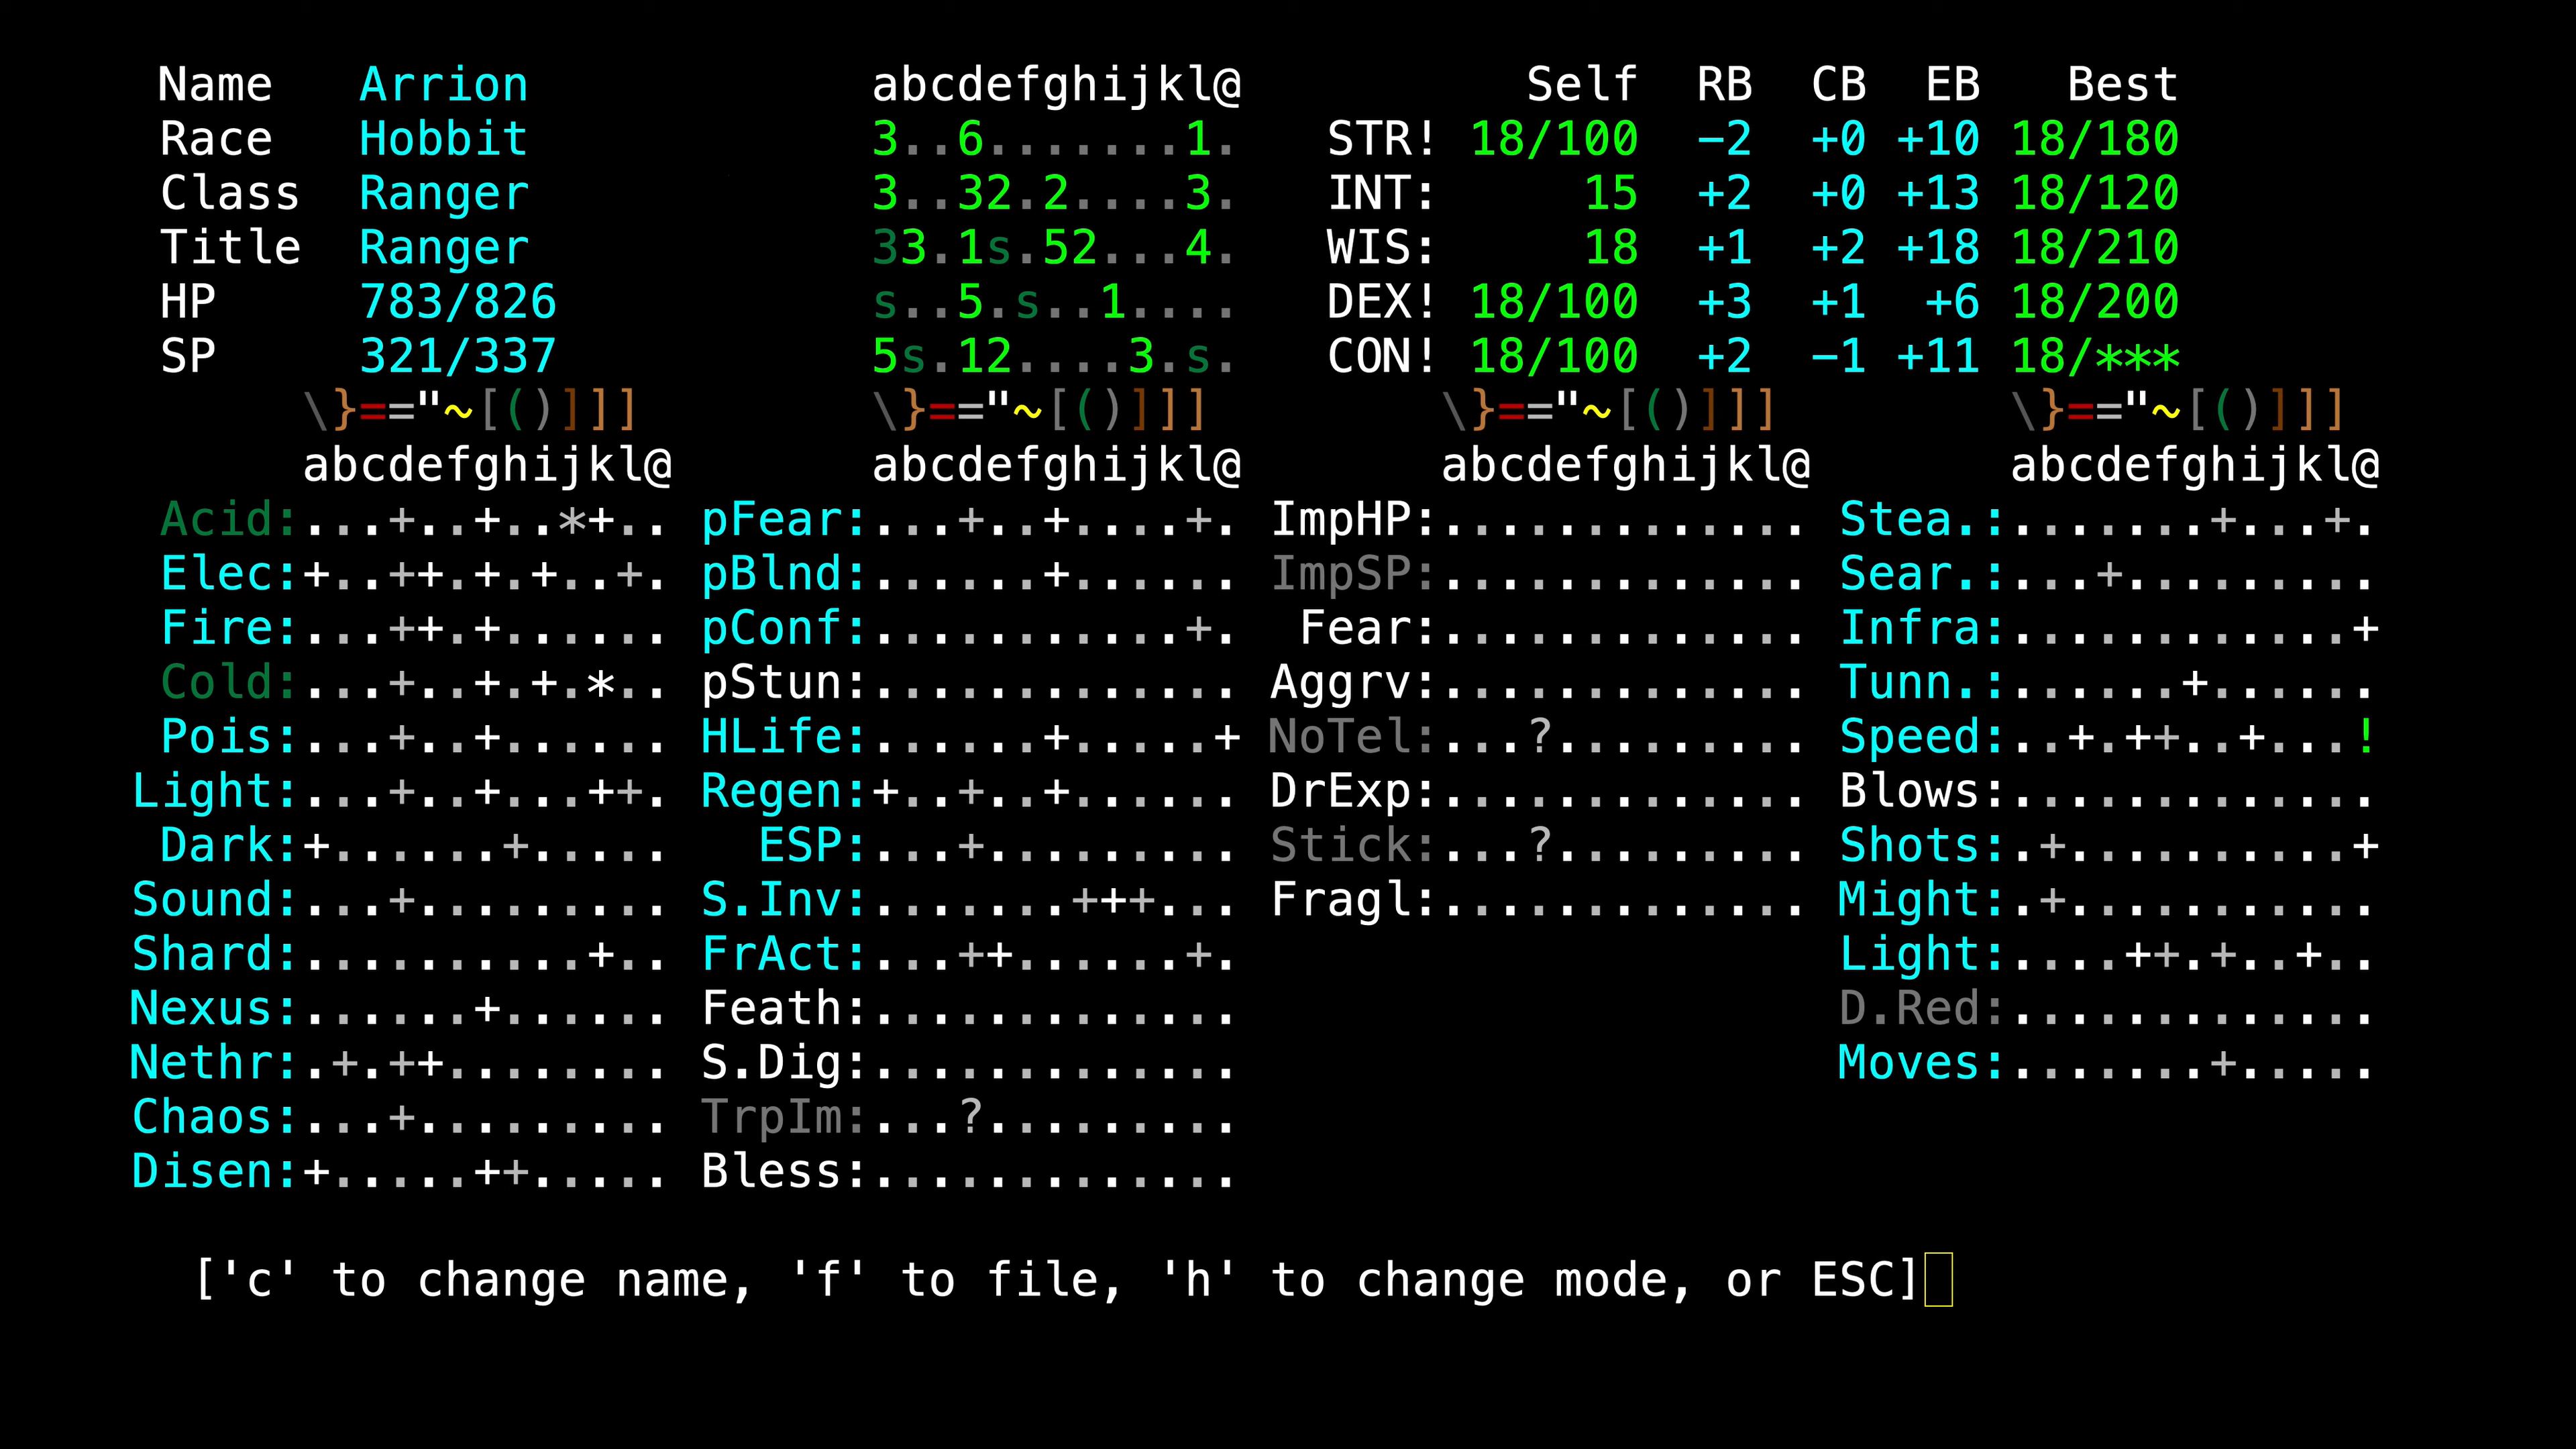 Name Arrion abcdefghijkl@ Self RB CB EB Best
Race Hobbit 3..6.......1. STR! 18/100 -2 +0 +10 18/180
Class Ranger 3..32.2....3. INT: 15 +2 +0 +13 18/120
Title Ranger 33.1s.52...4. WIS: 18 +1 +2 +18 18/210
HP 783/826 s..5.s..1.... DEX! 18/100 +3 +1 +6 18/200
SP 321/337 5s.12....3.s. CON! 18/100 +2 -1 +11 18/***
\}=="~[()]]] \}=="~[()]]] \}=="~[()]]] \}=="~[()]]]
abcdefghijkl@ abcdefghijkl@ abcdefghijkl@ abcdefghijkl@
Acid:...+..+..*+.. pFear:...+..+....+. ImpHP:............. Stea.:.......+...+.
Elec:+..++.+.+..+. pBlnd:......+...... ImpSP:............. Sear.:...+.........
Fire:...++.+...... pConf:...........+. Fear:............. Infra:............+
Cold:...+..+.+.*.. pStun:............. Aggrv:............. Tunn.:......+......
Pois:...+..+...... HLife:......+.....+ NoTel:...?......... Speed:..+.++..+...!
Light:...+..+...++. Regen:+..+..+...... DrExp:............. Blows:.............
Dark:+......+..... ESP:...+......... Stick:...?......... Shots:.+..........+
Sound:...+......... S.Inv:.......+++... Fragl:............. Might:.+...........
Shard:..........+.. FrAct:...++......+. Light:....++.+..+..
Nexus:......+...... Feath:............. D.Red:.............
Nethr:.+.++........ S.Dig:............. Moves:.......+.....
Chaos:...+......... TrpIm:...?.........
Disen:+.....++..... Bless:.............
['c' to change name, 'f' to file, 'h' to change mode, or ESC]